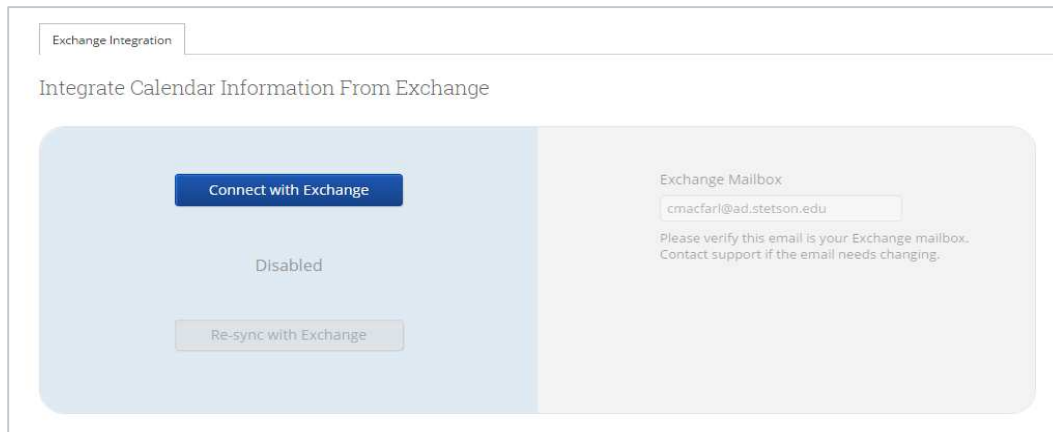 Exchange Integration
Integrate Calendar Information From Exchange
Connect with Exchange
Disabled
Re-sync with Exchange
Exchange Mailbox
cmacfarl@ad.stetson.edu
Please verify this email is your Exchange mailbox.
Contact support if the email needs changing.